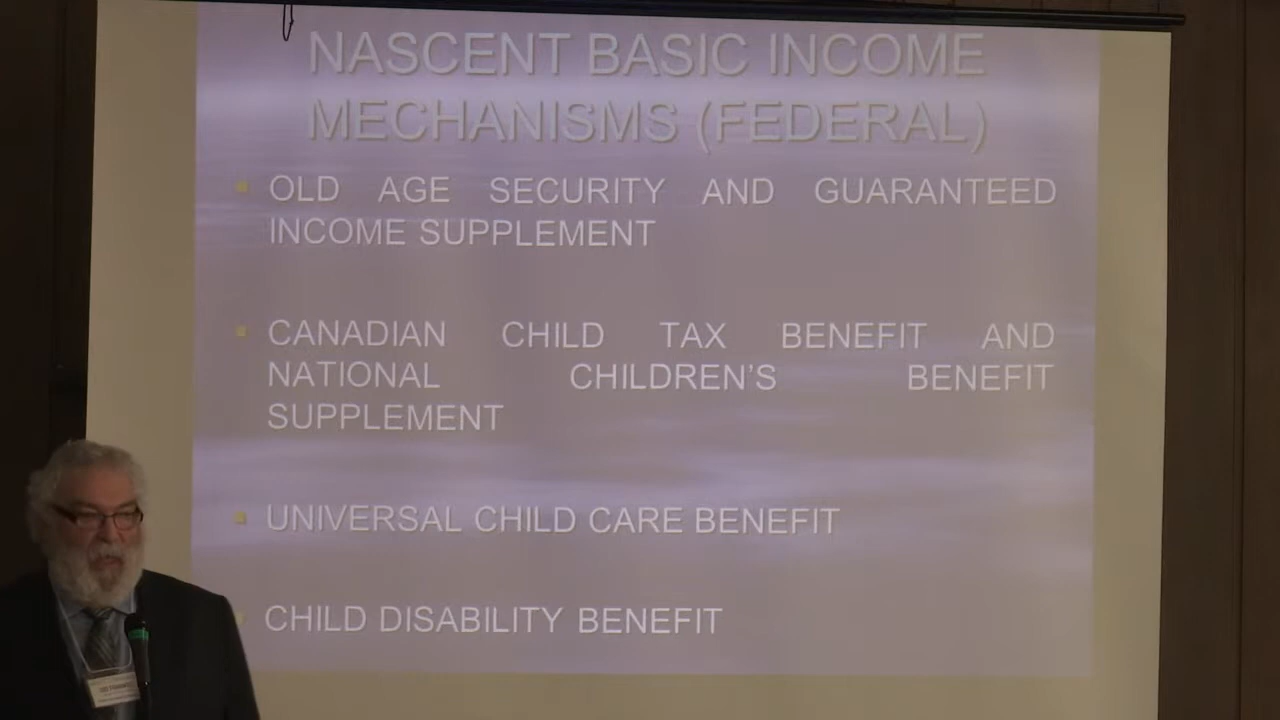 NASCENT BASIC INCOME
MECHANISMS (FEDERAL)
OLD AGE SECURITY AND GUARANTEED
INCOME SUPPLEMENT
CANADIAN CHILD TAX BENEFIT AND
NATIONAL CHILDREN'S BENEFIT
SUPPLEMENT
UNIVERSAL CHILD CARE BENEFIT
CHILD DISABILITY BENEFIT